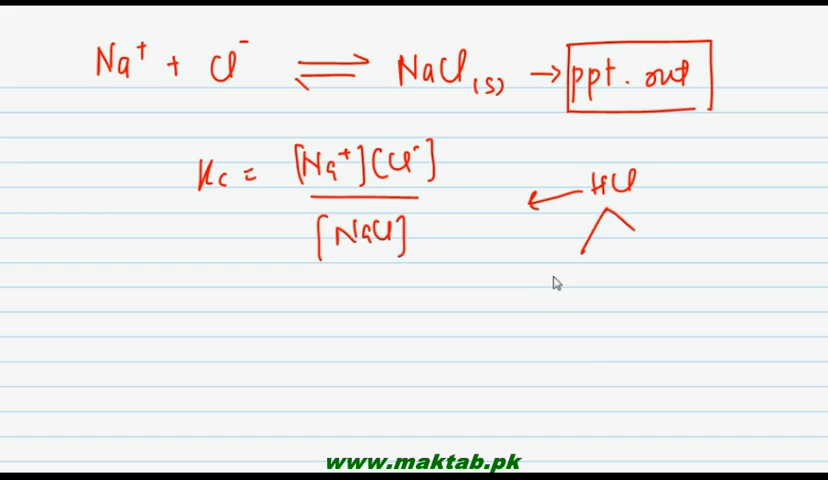 Na⁺ + Cl⁻ ⇌ NaCl(s) → ppt. out
Kc = [Na⁺][Cl⁻]
[NaCl]
HCl
www.maktab.pk